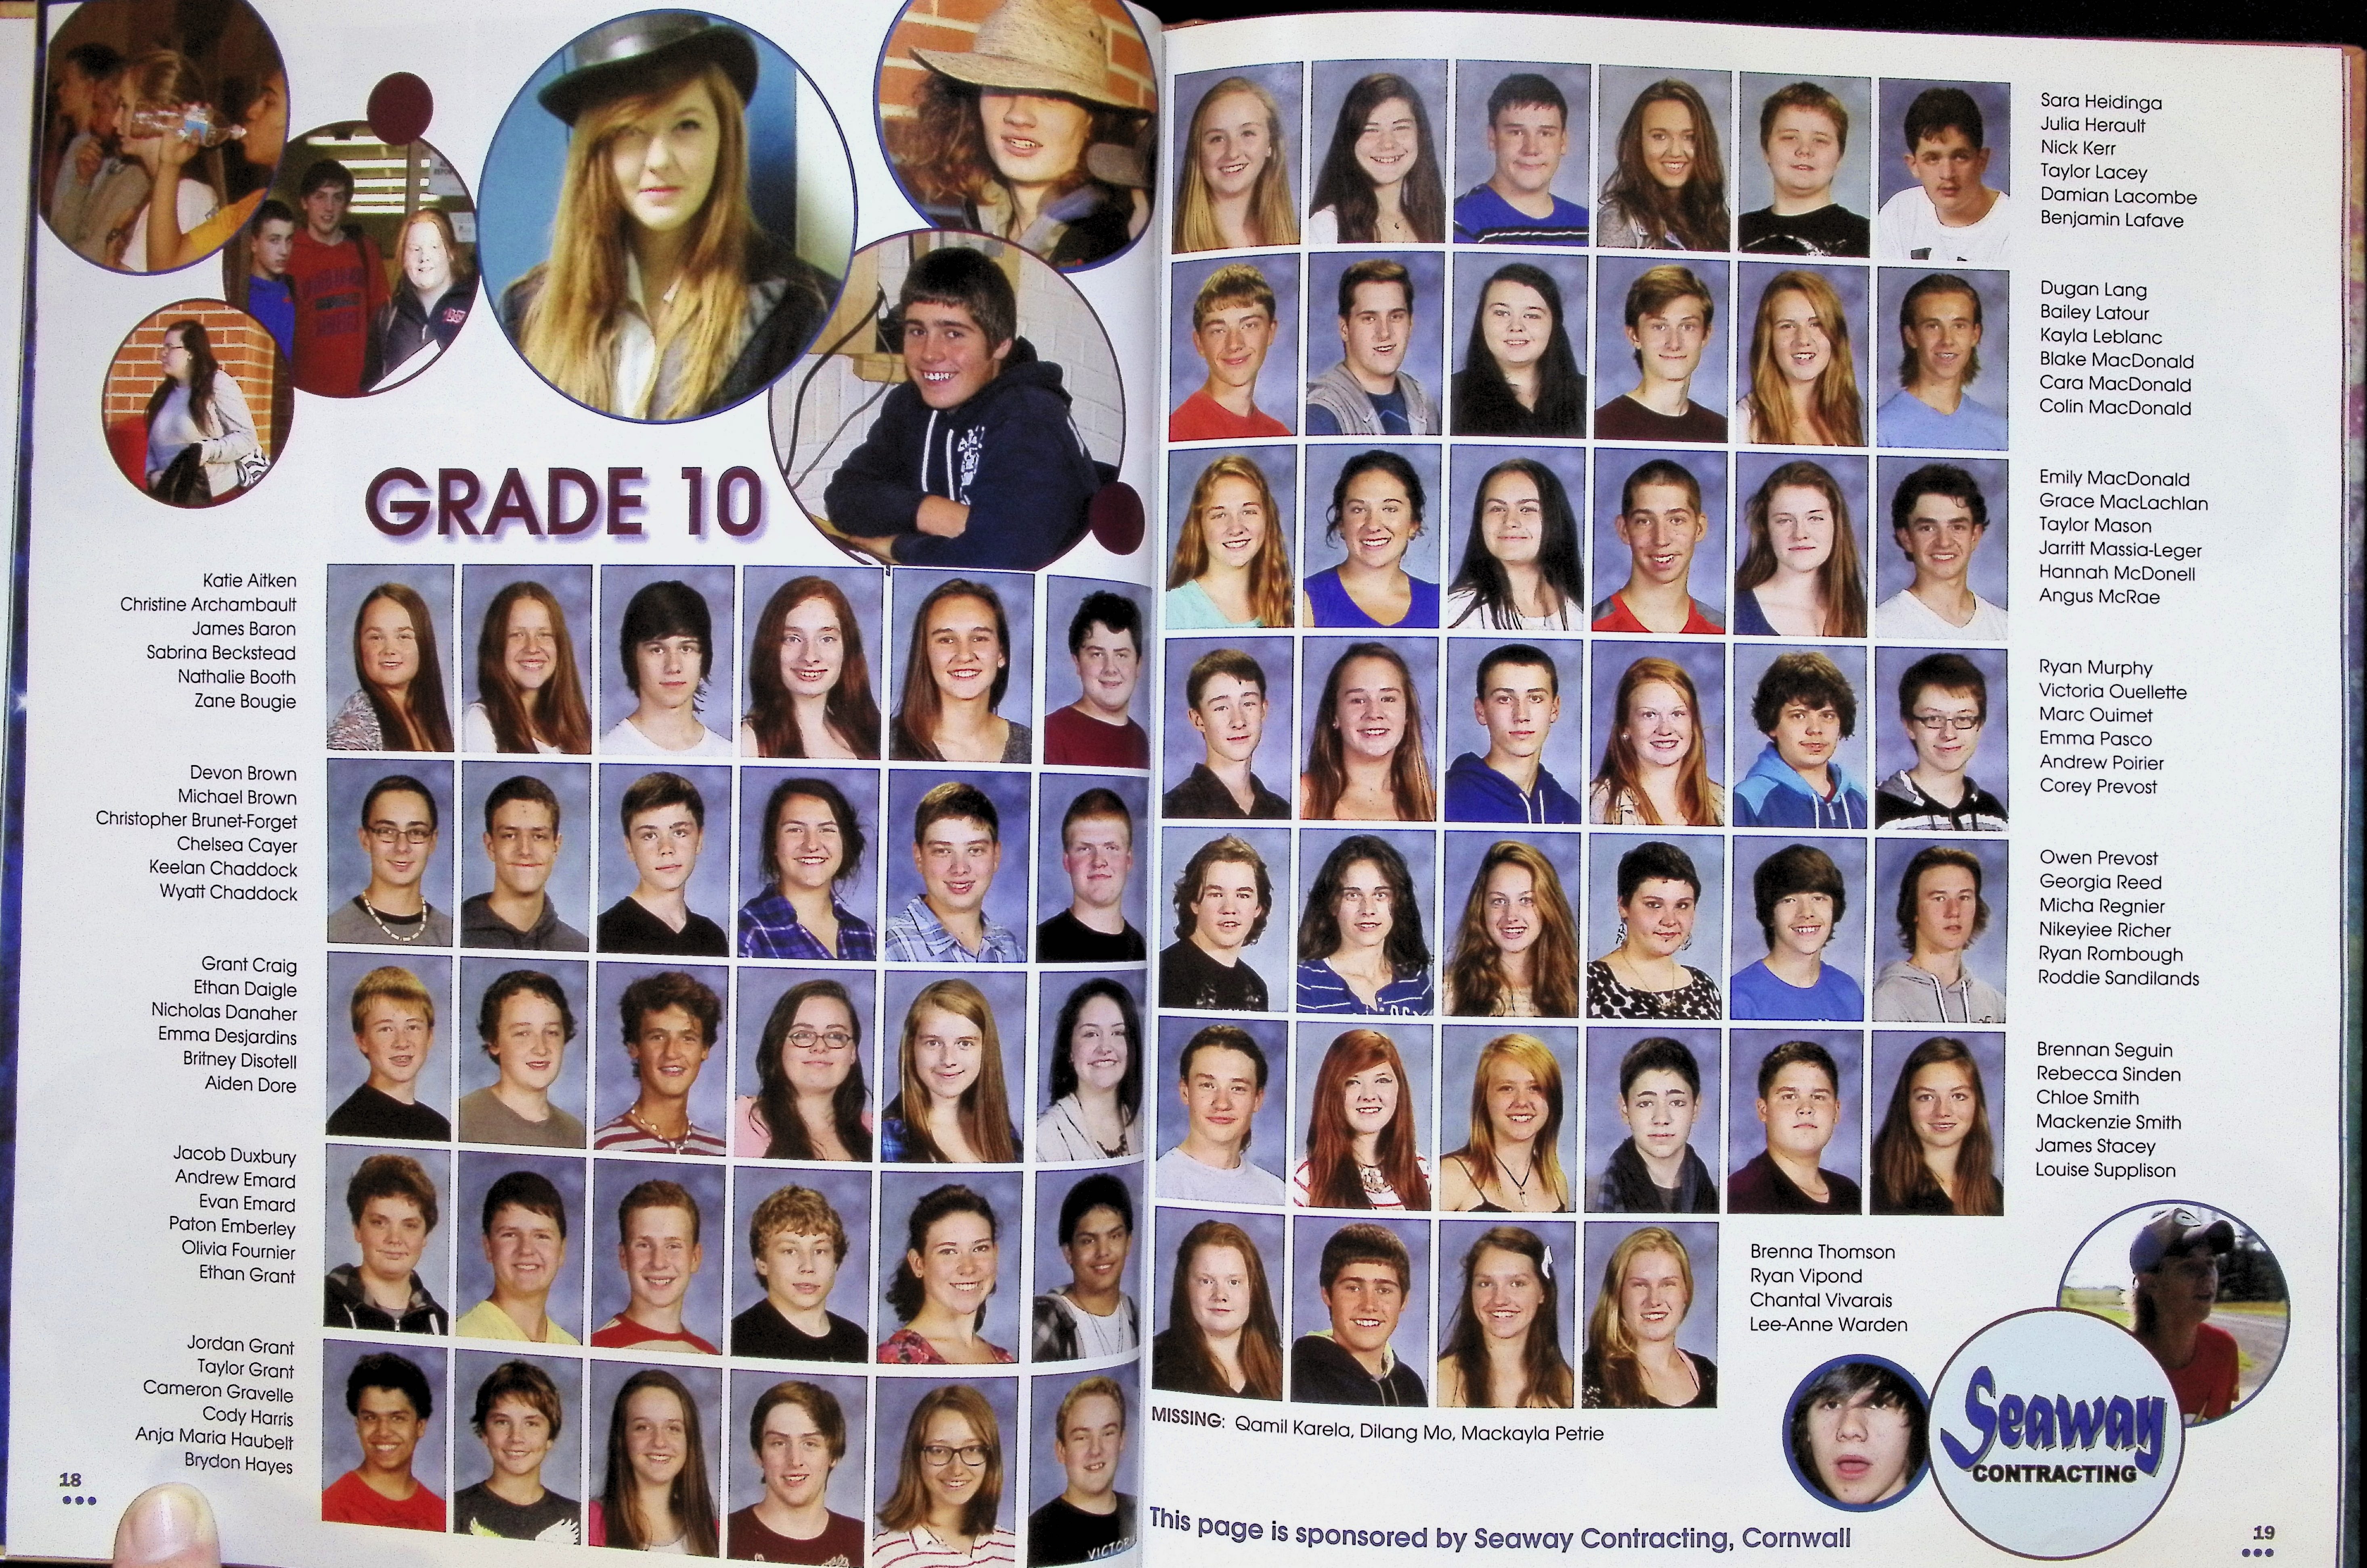 GRADE 10
Katie Aitken
Christine Archambault
James Baron
Sabrina Beckstead
Nathalie Booth
Zane Bougie
Devon Brown
Michael Brown
Christopher Brunet-Forget
Chelsea Cayer
Keelan Chaddock
Wyatt Chaddock
Grant Craig
Ethan Daigle
Nicholas Danaher
Emma Desjardins
Britney Disotell
Aiden Dore
Jacob Duxbury
Andrew Emard
Evan Emard
Paton Emberley
Olivia Fournier
Ethan Grant
Jordan Grant
Taylor Grant
Cameron Gravelle
Cody Harris
Anja Maria Haubelt
Brydon Hayes
18
Sara Heidinga
Julia Herault
Nick Kerr
Taylor Lacey
Damian Lacombe
Benjamin Lafave
Dugan Lang
Bailey Latour
Kayla Leblanc
Blake MacDonald
Cara MacDonald
Colin MacDonald
Emily MacDonald
Grace MacLachlan
Taylor Mason
Jarritt Massia-Leger
Hannah McDonell
Angus McRae
Ryan Murphy
Victoria Ouellette
Marc Ouimet
Emma Pasco
Andrew Poirier
Corey Prevost
Owen Prevost
Georgia Reed
Micha Regnier
Nikeyiee Richer
Ryan Rombough
Roddie Sandilands
Brennan Seguin
Rebecca Sinden
Chloe Smith
Mackenzie Smith
James Stacey
Louise Supplison
Brenna Thomson
Ryan Vipond
Chantal Vivarais
Lee-Anne Warden
MISSING: Qamil Karela, Dilang Mo, Mackayla Petrie
Seaway
CONTRACTING
This page is sponsored by Seaway Contracting, Cornwall
19